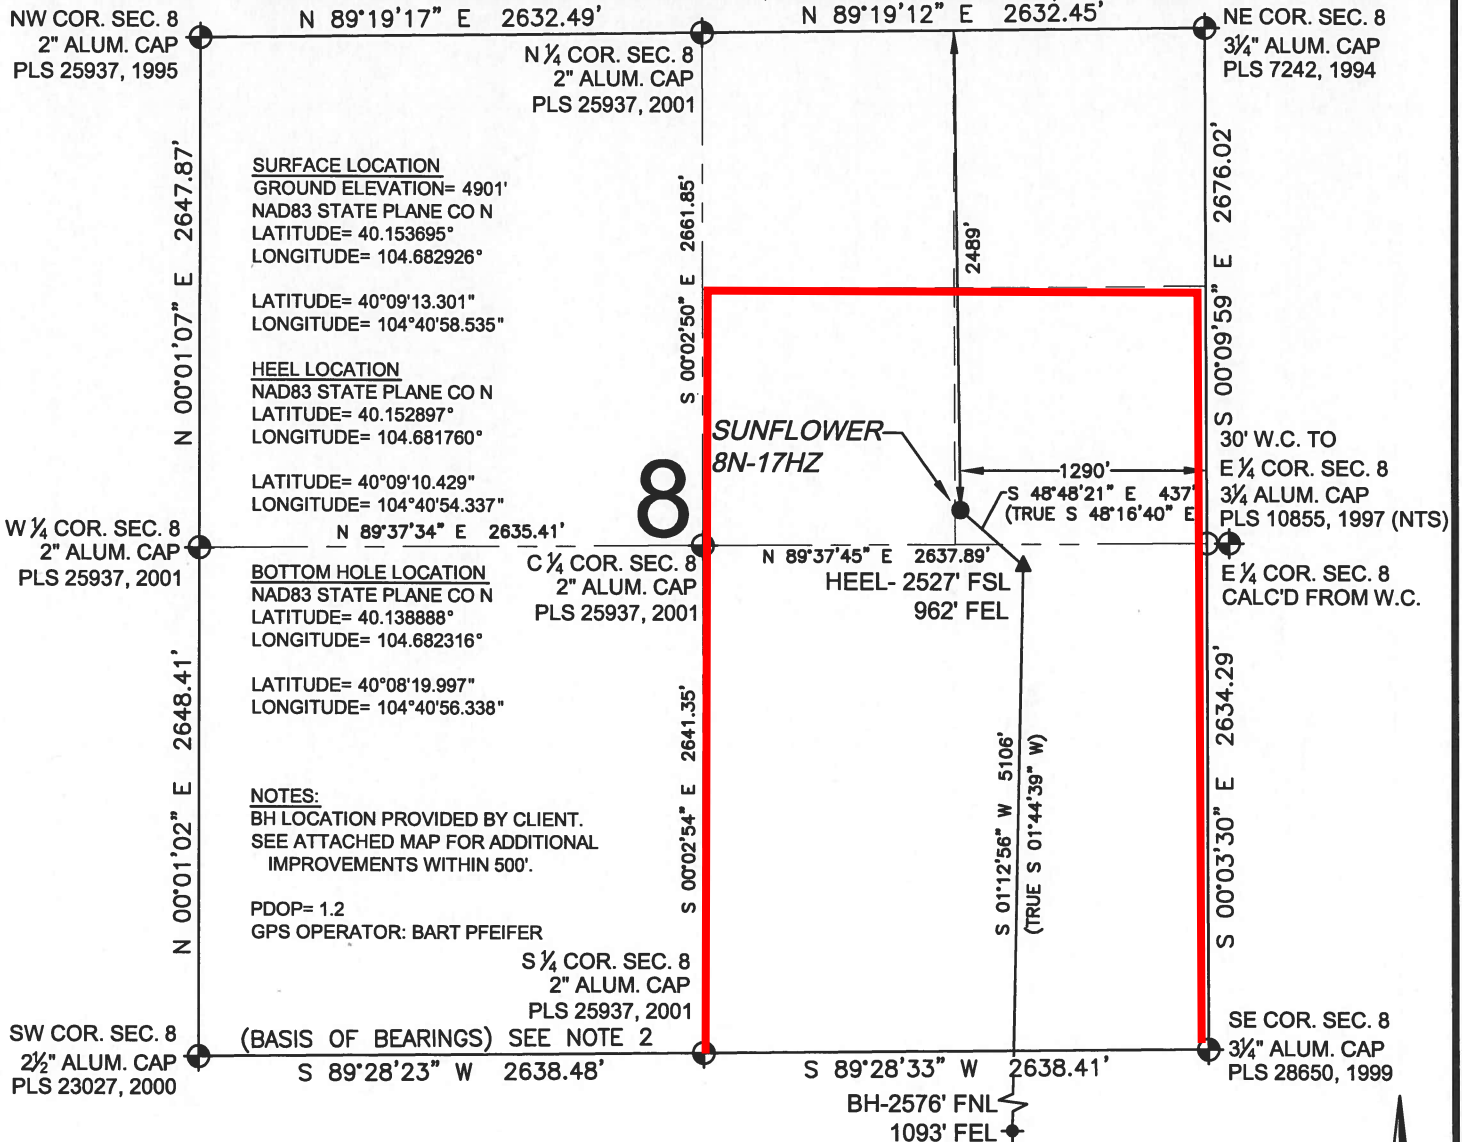 N 89°19'17" E 2632.49'
N 89°19'12" E 2632.45'
NW COR. SEC. 8
2" ALUM. CAP
PLS 25937, 1995
N ¼ COR. SEC. 8
2" ALUM. CAP
PLS 25937, 2001
NE COR. SEC. 8
3¼" ALUM. CAP
PLS 7242, 1994
N 00°01'07" E 2647.87'
SURFACE LOCATION
GROUND ELEVATION= 4901'
NAD83 STATE PLANE CO N
LATITUDE= 40.153695°
LONGITUDE= 104.682926°
LATITUDE= 40°09'13.301"
LONGITUDE= 104°40'58.535"
HEEL LOCATION
NAD83 STATE PLANE CO N
LATITUDE= 40.152897°
LONGITUDE= 104.681760°
LATITUDE= 40°09'10.429"
LONGITUDE= 104°40'54.337"
S 00°02'50" E 2661.85'
2489'
S 00°09'59" E 2676.02'
SUNFLOWER
8N-17HZ
8
1290'
S 48°48'21" E 437'
(TRUE S 48°16'40" E
30' W.C. TO
E ¼ COR. SEC. 8
3¼ ALUM. CAP
PLS 10855, 1997 (NTS)
W ¼ COR. SEC. 8
2" ALUM. CAP
PLS 25937, 2001
N 89°37'34" E 2635.41'
C ¼ COR. SEC. 8
2" ALUM. CAP
PLS 25937, 2001
N 89°37'45" E 2637.89'
HEEL- 2527' FSL
962' FEL
E ¼ COR. SEC. 8
CALC'D FROM W.C.
BOTTOM HOLE LOCATION
NAD83 STATE PLANE CO N
LATITUDE= 40.138888°
LONGITUDE= 104.682316°
LATITUDE= 40°08'19.997"
LONGITUDE= 104°40'56.338"
N 00°01'02" E 2648.41'
S 00°02'54" E 2641.35'
S 01°12'56" W 5106'
(TRUE S 01°44'39" W)
S 00°03'30" E 2634.29'
NOTES:
BH LOCATION PROVIDED BY CLIENT.
SEE ATTACHED MAP FOR ADDITIONAL
IMPROVEMENTS WITHIN 500'.
PDOP= 1.2
GPS OPERATOR: BART PFEIFER
S ¼ COR. SEC. 8
2" ALUM. CAP
PLS 25937, 2001
SW COR. SEC. 8
2½" ALUM. CAP
PLS 23027, 2000
(BASIS OF BEARINGS) SEE NOTE 2
S 89°28'23" W 2638.48'
S 89°28'33" W 2638.41'
SE COR. SEC. 8
3¼" ALUM. CAP
PLS 28650, 1999
BH-2576' FNL
1093' FEL